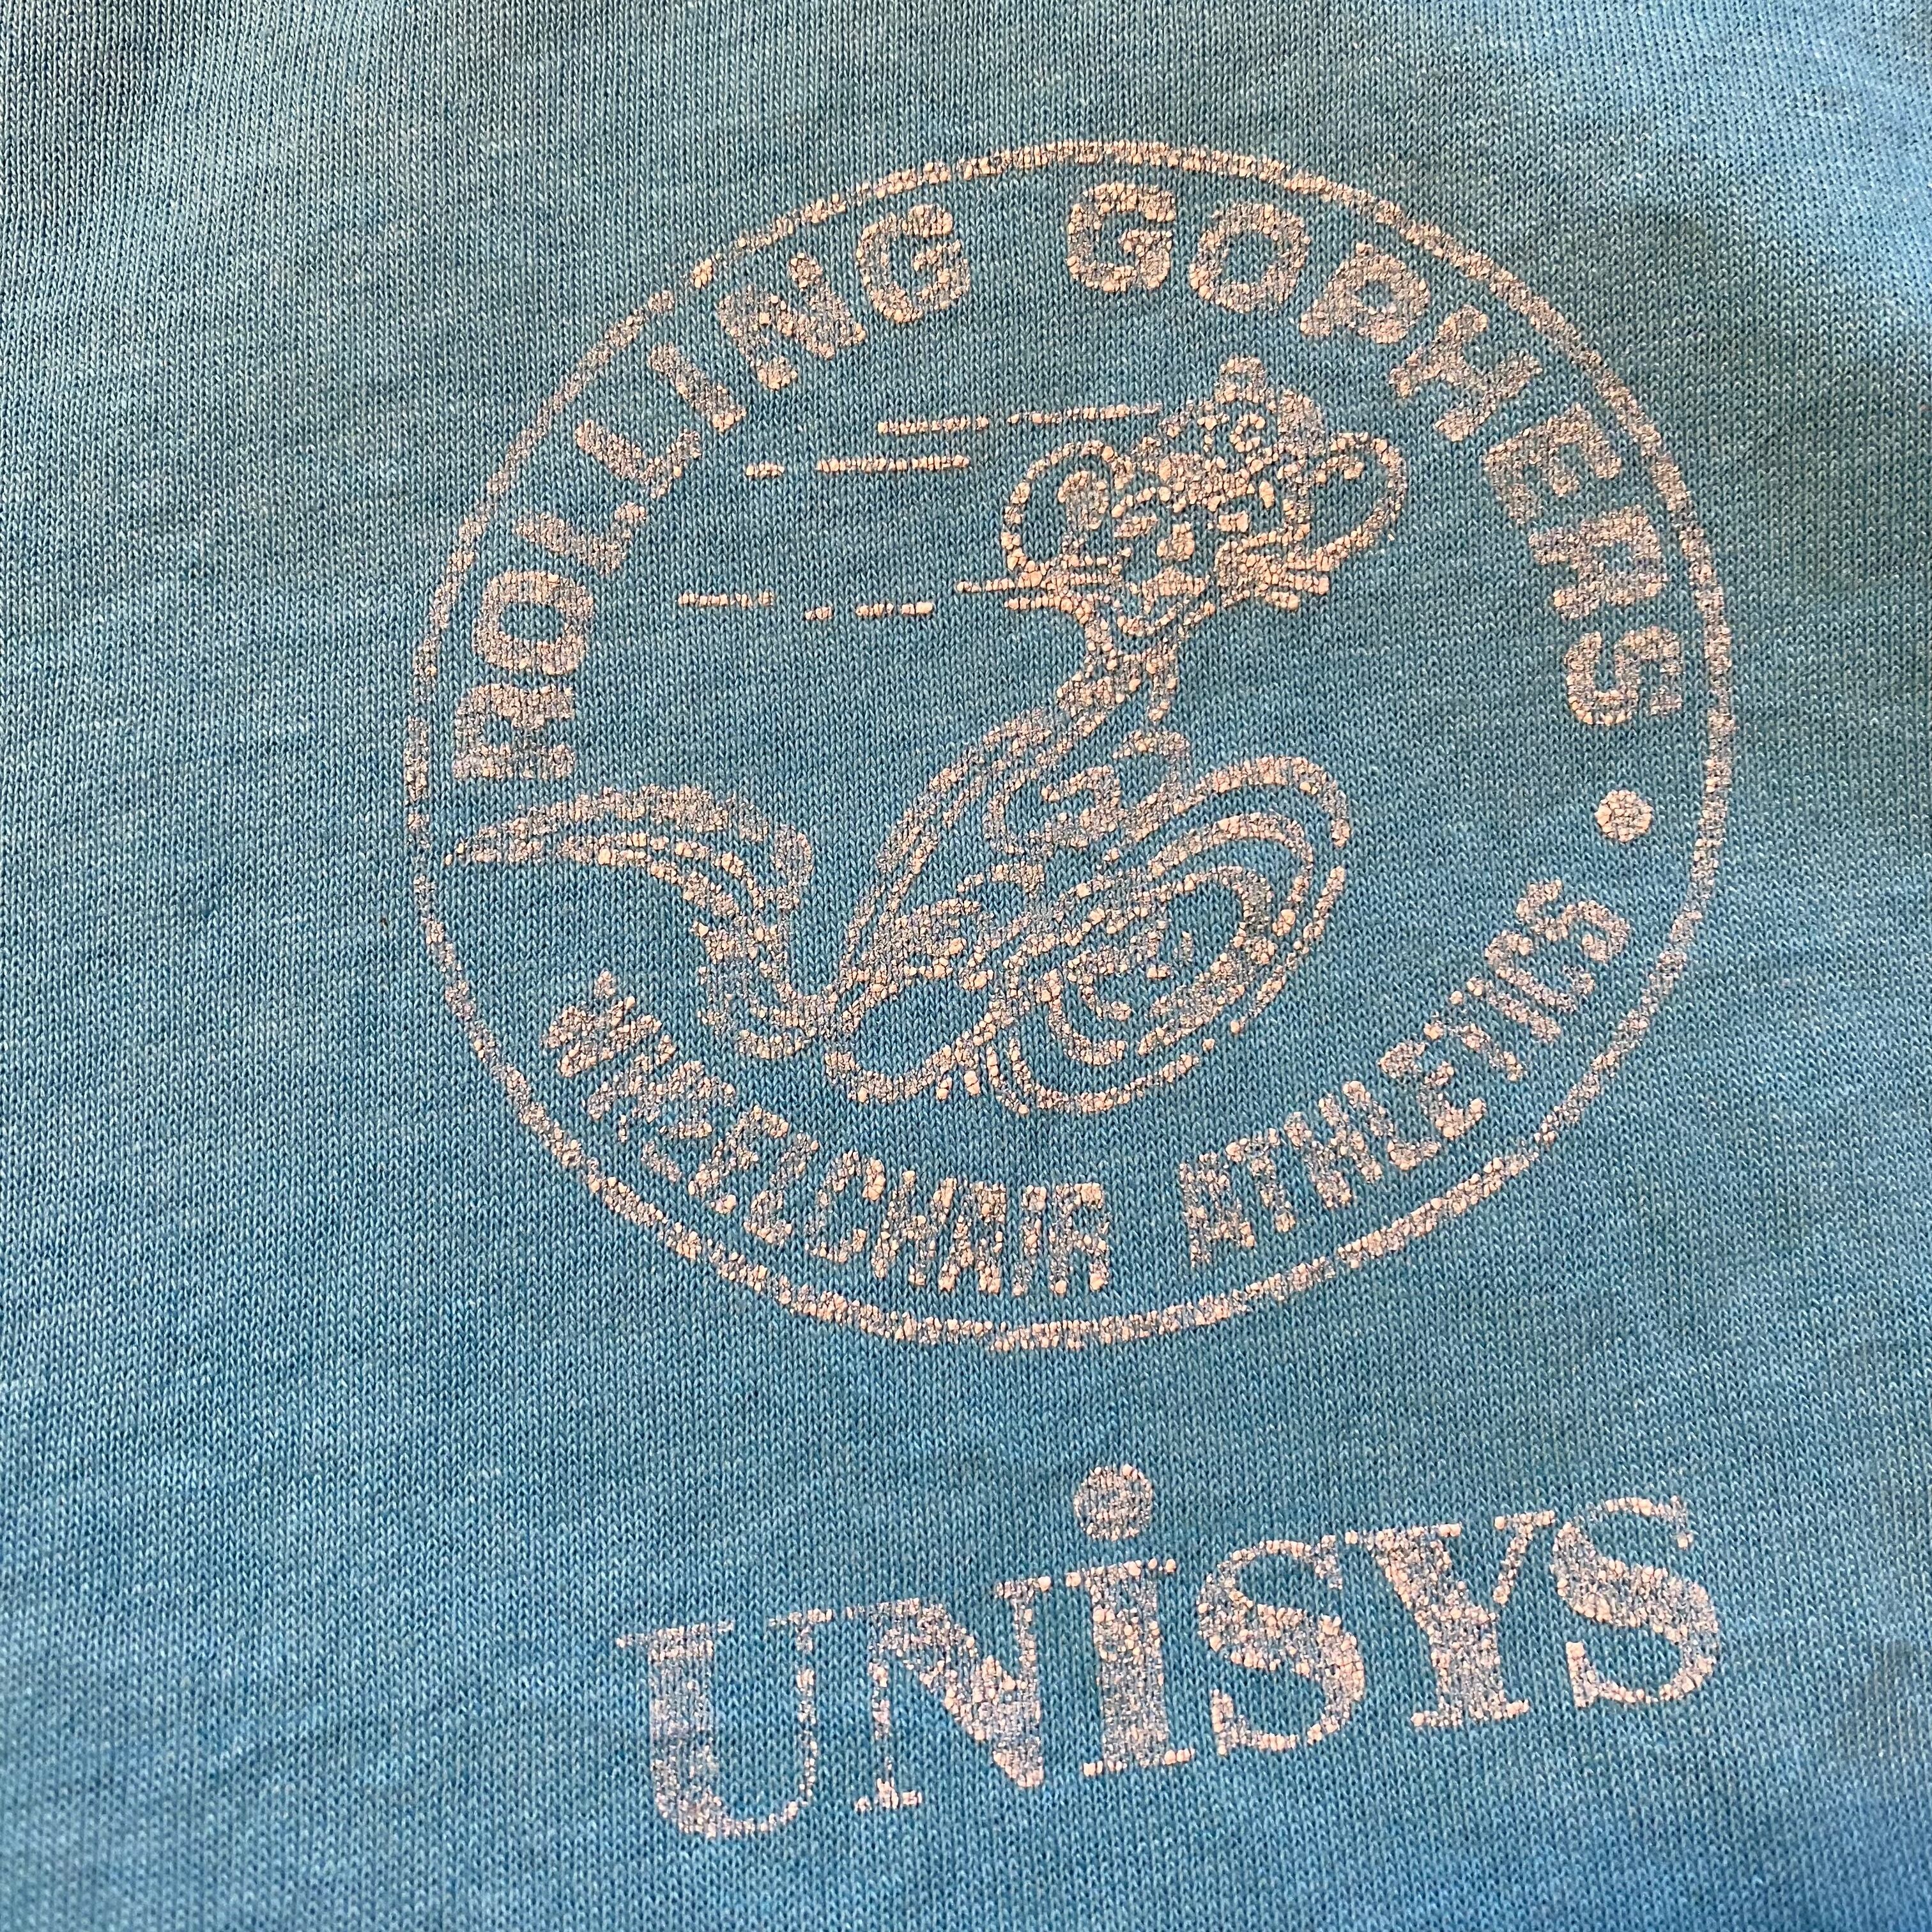 ROLLING GOPHERS •
WHEELCHAIR ATHLETICS
UNiSYS